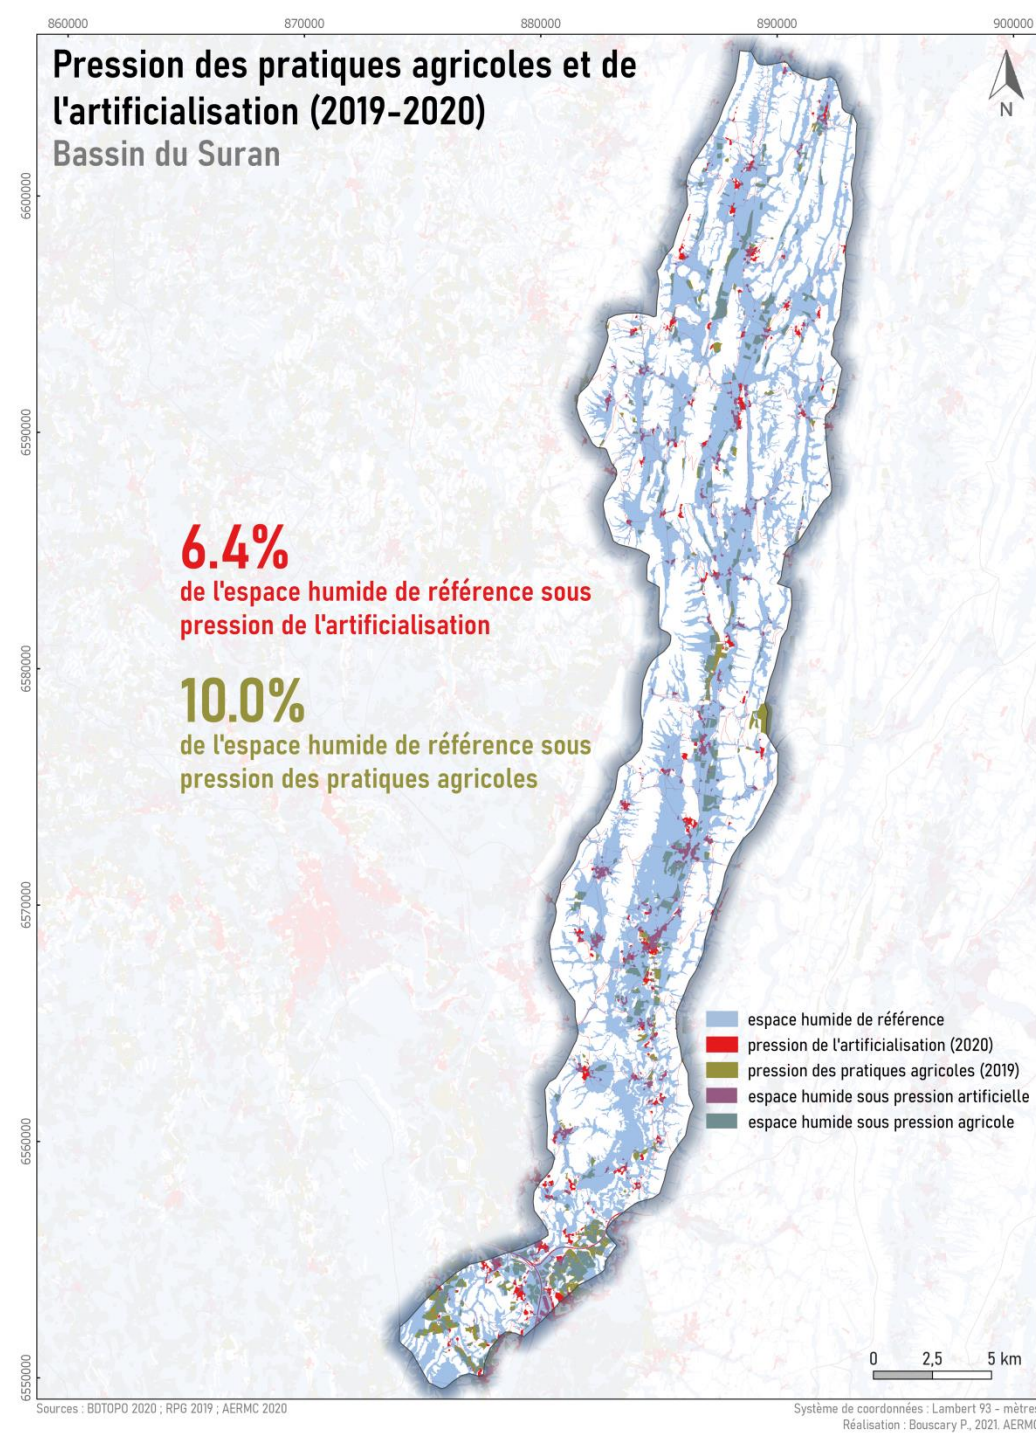 860000
870000
880000
890000
900000
Pression des pratiques agricoles et de
l'artificialisation (2019-2020)
Bassin du Suran
N
6600000
6590000
6580000
6570000
6560000
6550000
6.4%
de l'espace humide de référence sous
pression de l'artificialisation
10.0%
de l'espace humide de référence sous
pression des pratiques agricoles
espace humide de référence
pression de l'artificialisation (2020)
pression des pratiques agricoles (2019)
espace humide sous pression artificielle
espace humide sous pression agricole
0 2,5 5 km
Sources : BDTOPO 2020 ; RPG 2019 ; AERMC 2020
Système de coordonnées : Lambert 93 - mètres
Réalisation : Bouscary P., 2021. AERMC